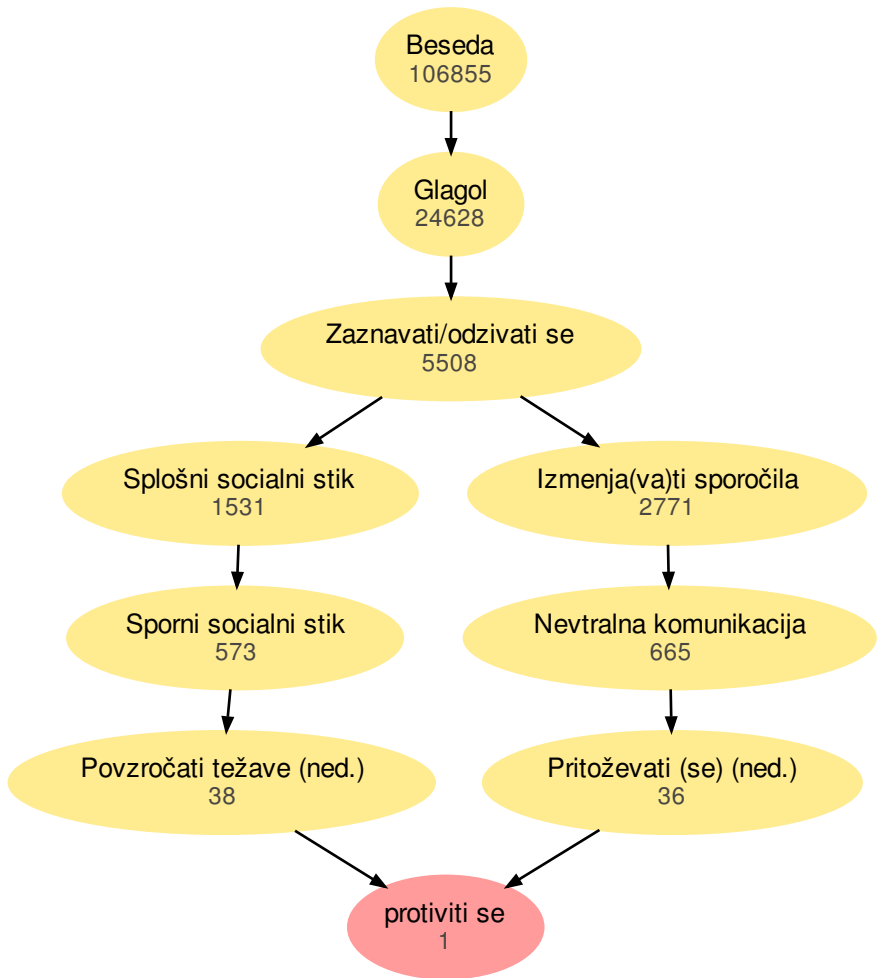 Beseda
106855
Glagol
24628
Zaznavati/odzivati se
5508
Splošni socialni stik
1531
Izmenja(va)ti sporočila
2771
Sporni socialni stik
573
Nevtralna komunikacija
665
Povzročati težave (ned.)
38
Pritoževati (se) (ned.)
36
protiviti se
1